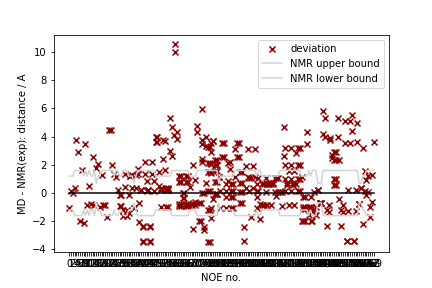 deviation
NMR upper bound
NMR lower bound
10
8
6
4
2
0
−2
−4
MD - NMR(exp): distance / A
NOE no.